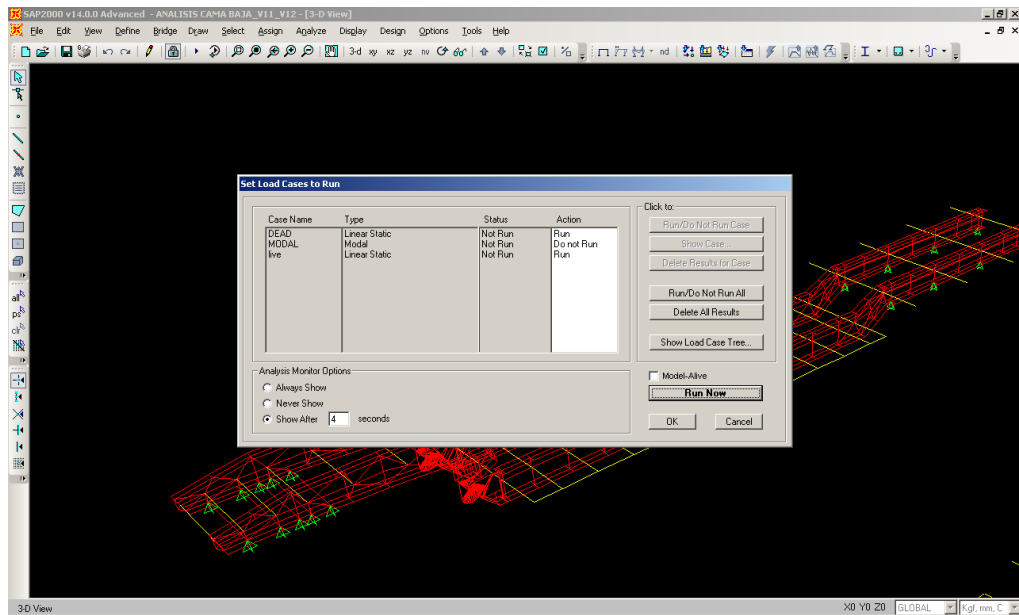 SAP2000 v14.0.0 Advanced - ANALISIS CAMA BAJA_V11_V12 - [3-D View]
File Edit View Define Bridge Draw Select Assign Analyze Display Design Options Tools Help
3-d xy xz yz nv nd
Set Load Cases to Run
Case Name Type Status Action
DEAD Linear Static Not Run Run
MODAL Modal Not Run Do not Run
live Linear Static Not Run Run
Click to:
Run/Do Not Run Case
Show Case...
Delete Results for Case
Run/Do Not Run All
Delete All Results
Show Load Case Tree...
Analysis Monitor Options
Always Show
Never Show
Show After 4 seconds
Model-Alive
Run Now
OK Cancel
all
ps
clr
3-D View X0 Y0 Z0 GLOBAL Kgf, mm, C